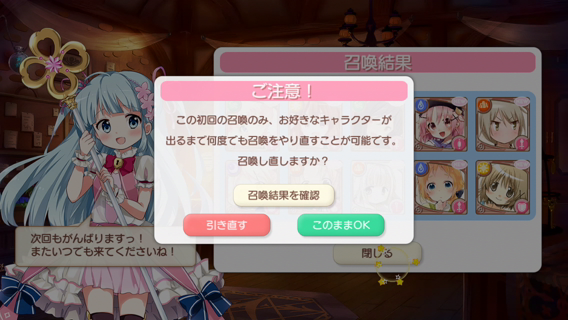 召喚結果
ご注意！
この初回の召喚のみ、お好きなキャラクターが
出るまで何度でも召喚をやり直すことが可能です。
召喚し直しますか？
召喚結果を確認
引き直す
このままOK
次回もがんばりますっ！
またいつでも来てくださいね！
閉じる